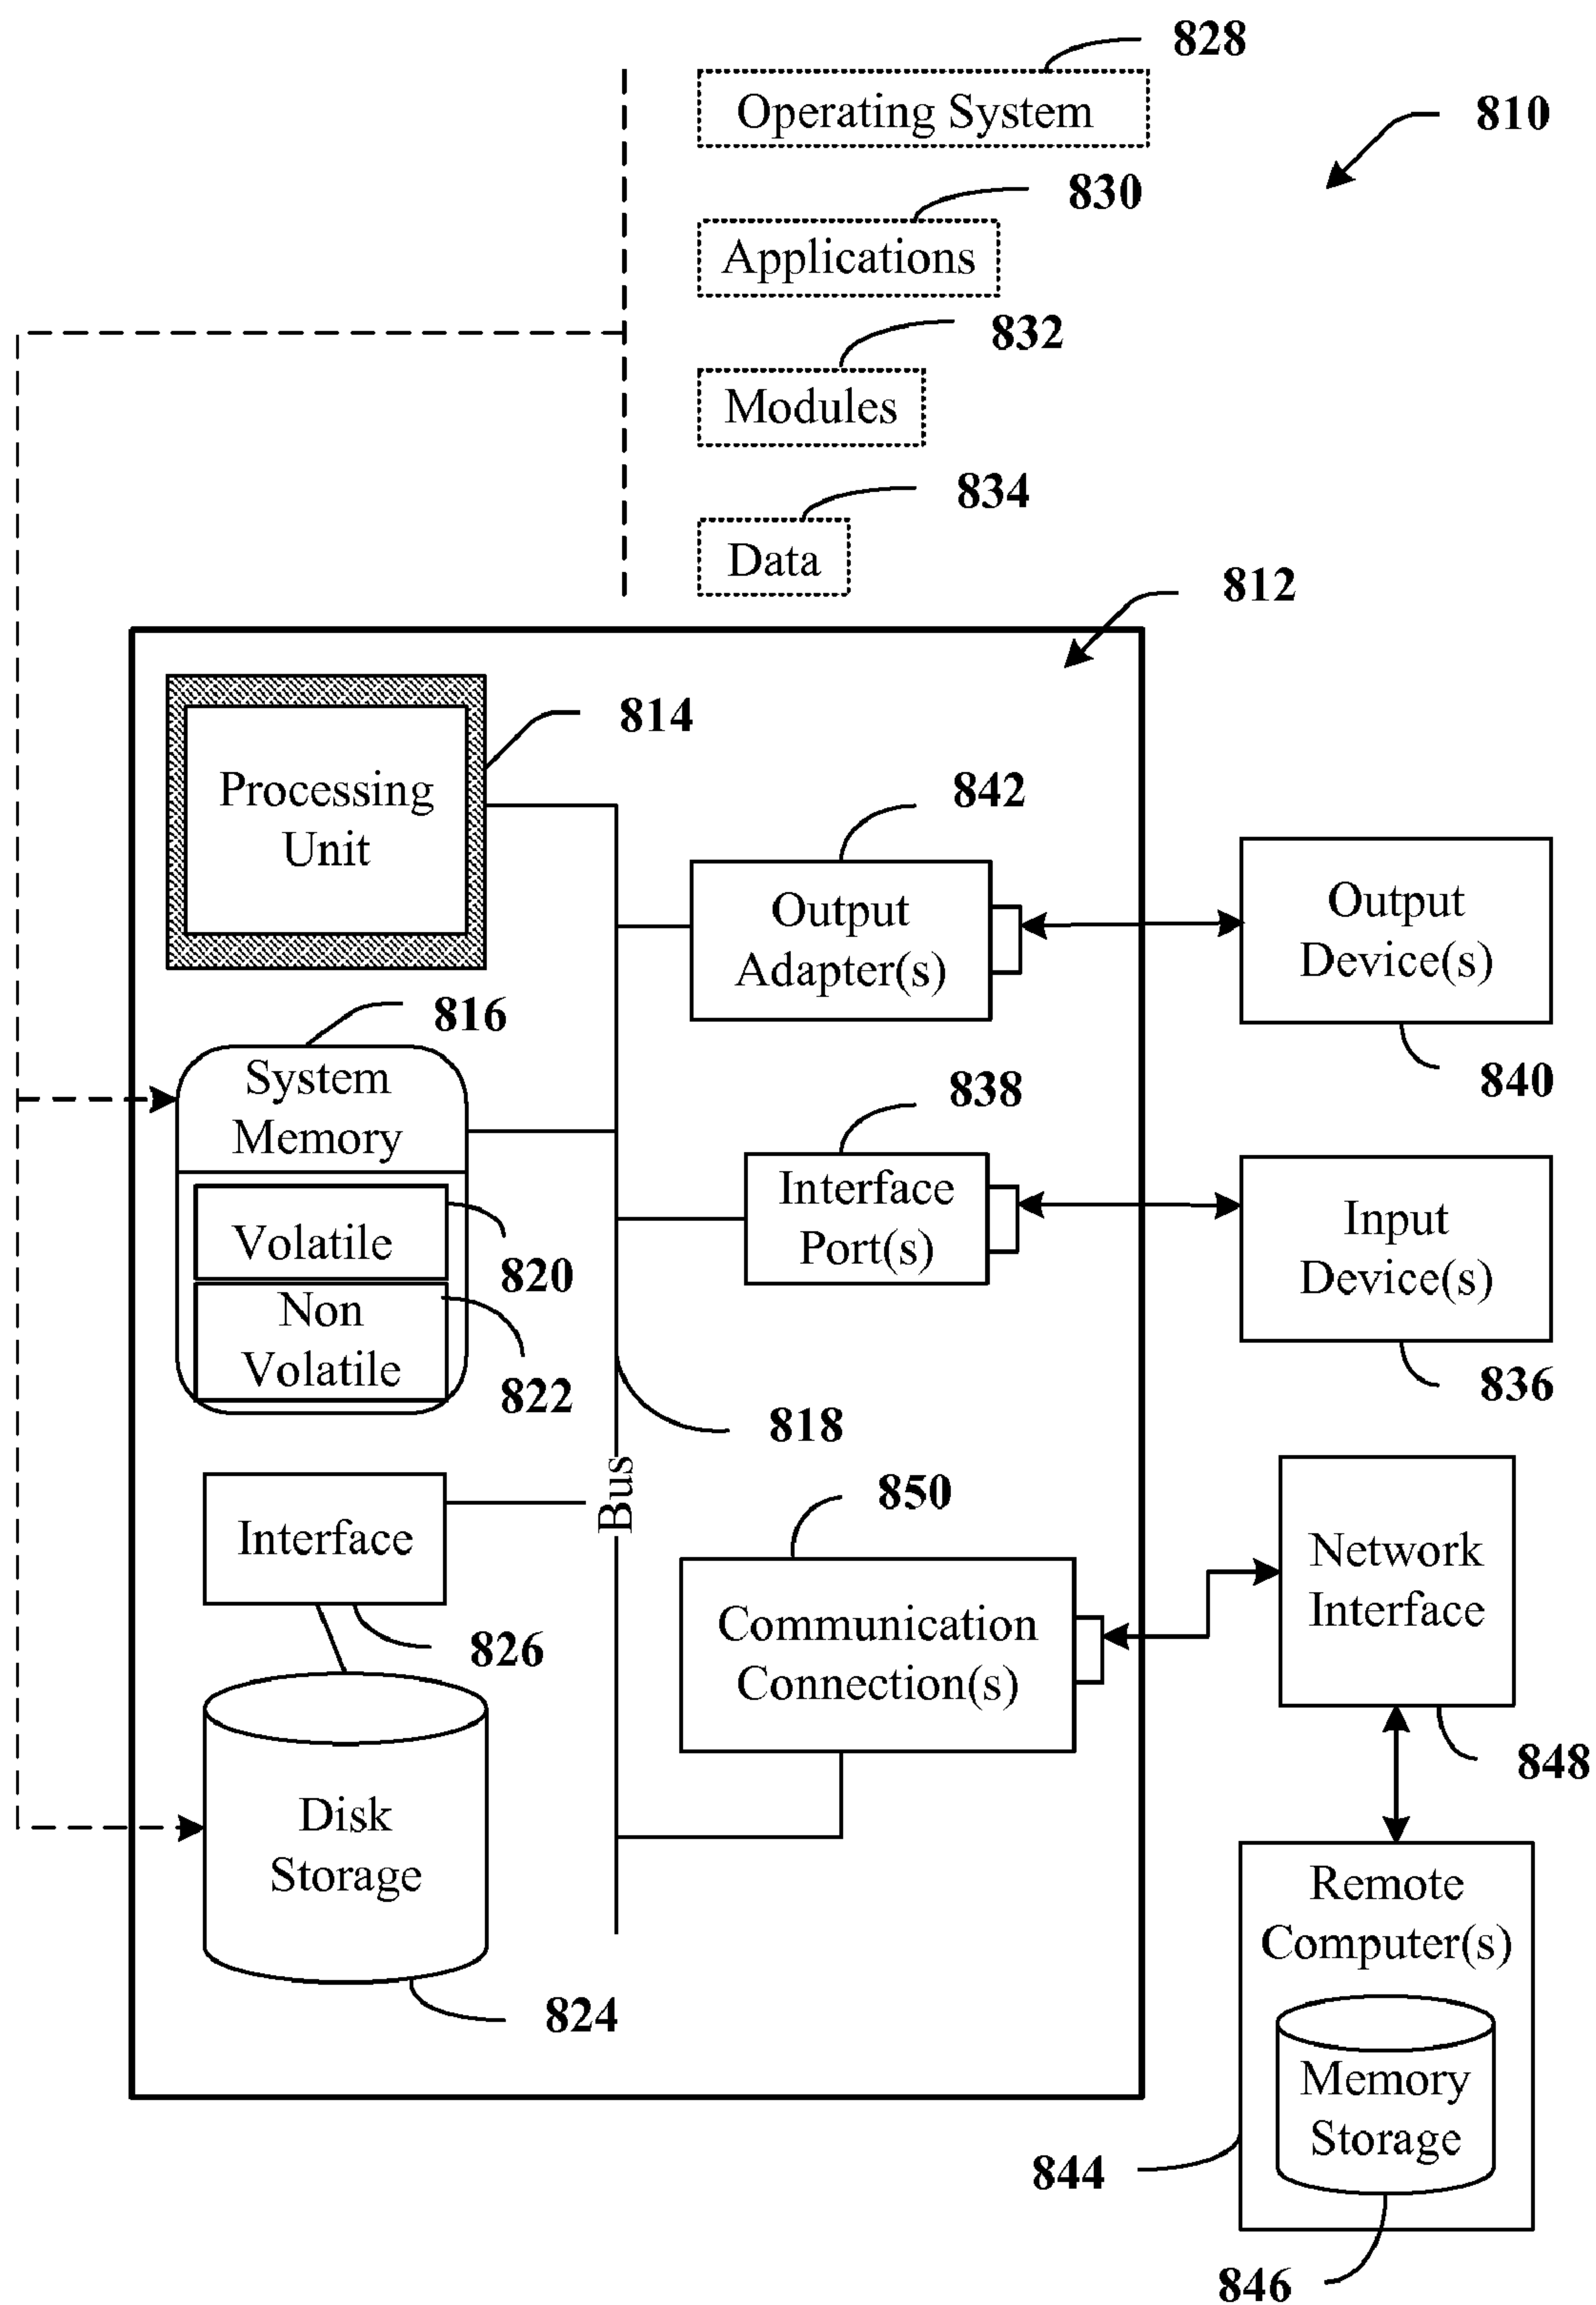 828
Operating System
810
830
Applications
832
Modules
834
Data
812
814
Processing
Unit
842
Output
Adapter(s)
Output
Device(s)
840
816
System
Memory
838
Interface
Port(s)
Input
Device(s)
836
Volatile
820
Non
Volatile
822
818
Bus
Interface
826
850
Communication
Connection(s)
Network
Interface
848
Disk
Storage
824
Remote
Computer(s)
Memory
Storage
844
846